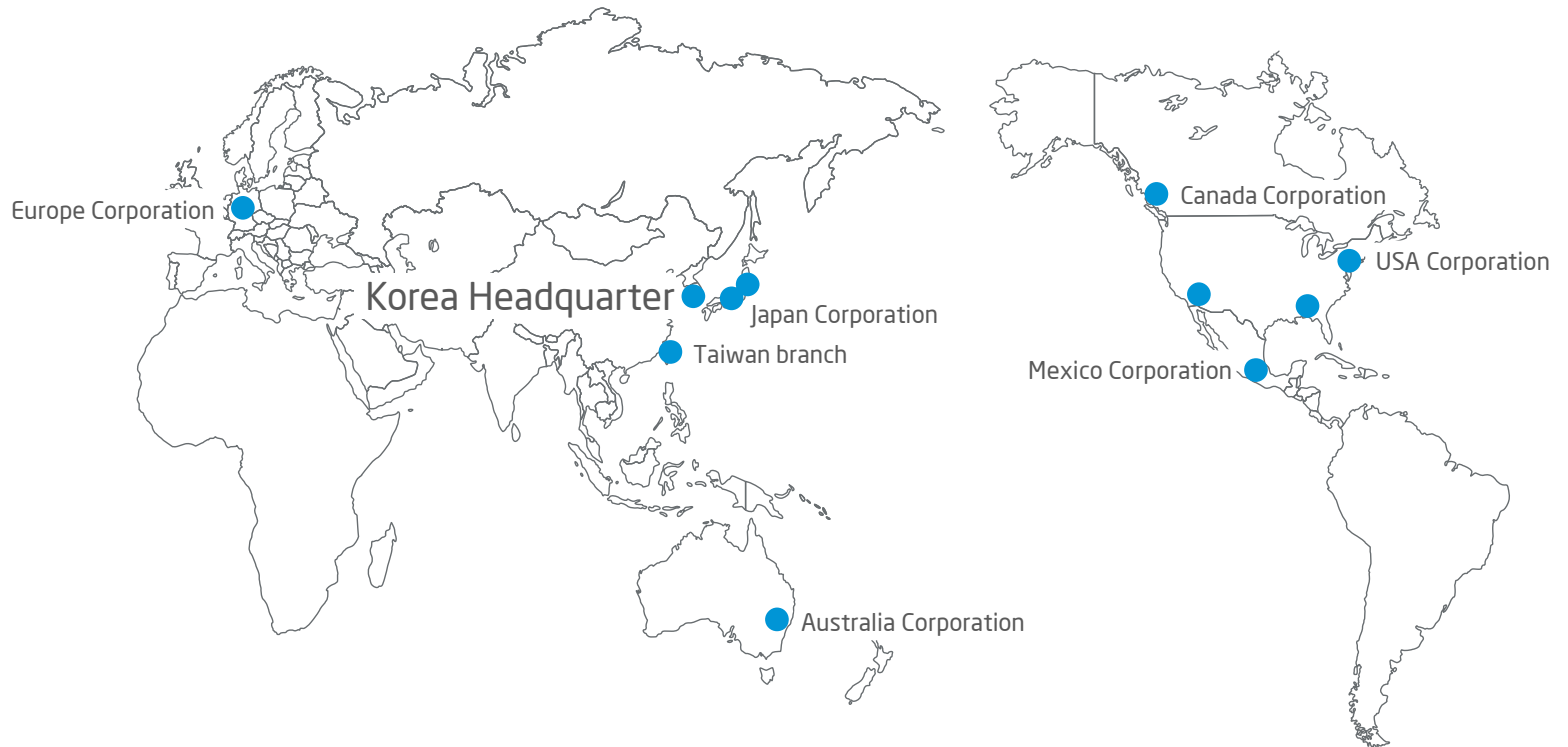 Canada Corporation
Europe Corporation
USA Corporation
Korea Headquarter
Japan Corporation
Taiwan branch
Mexico Corporation
Australia Corporation